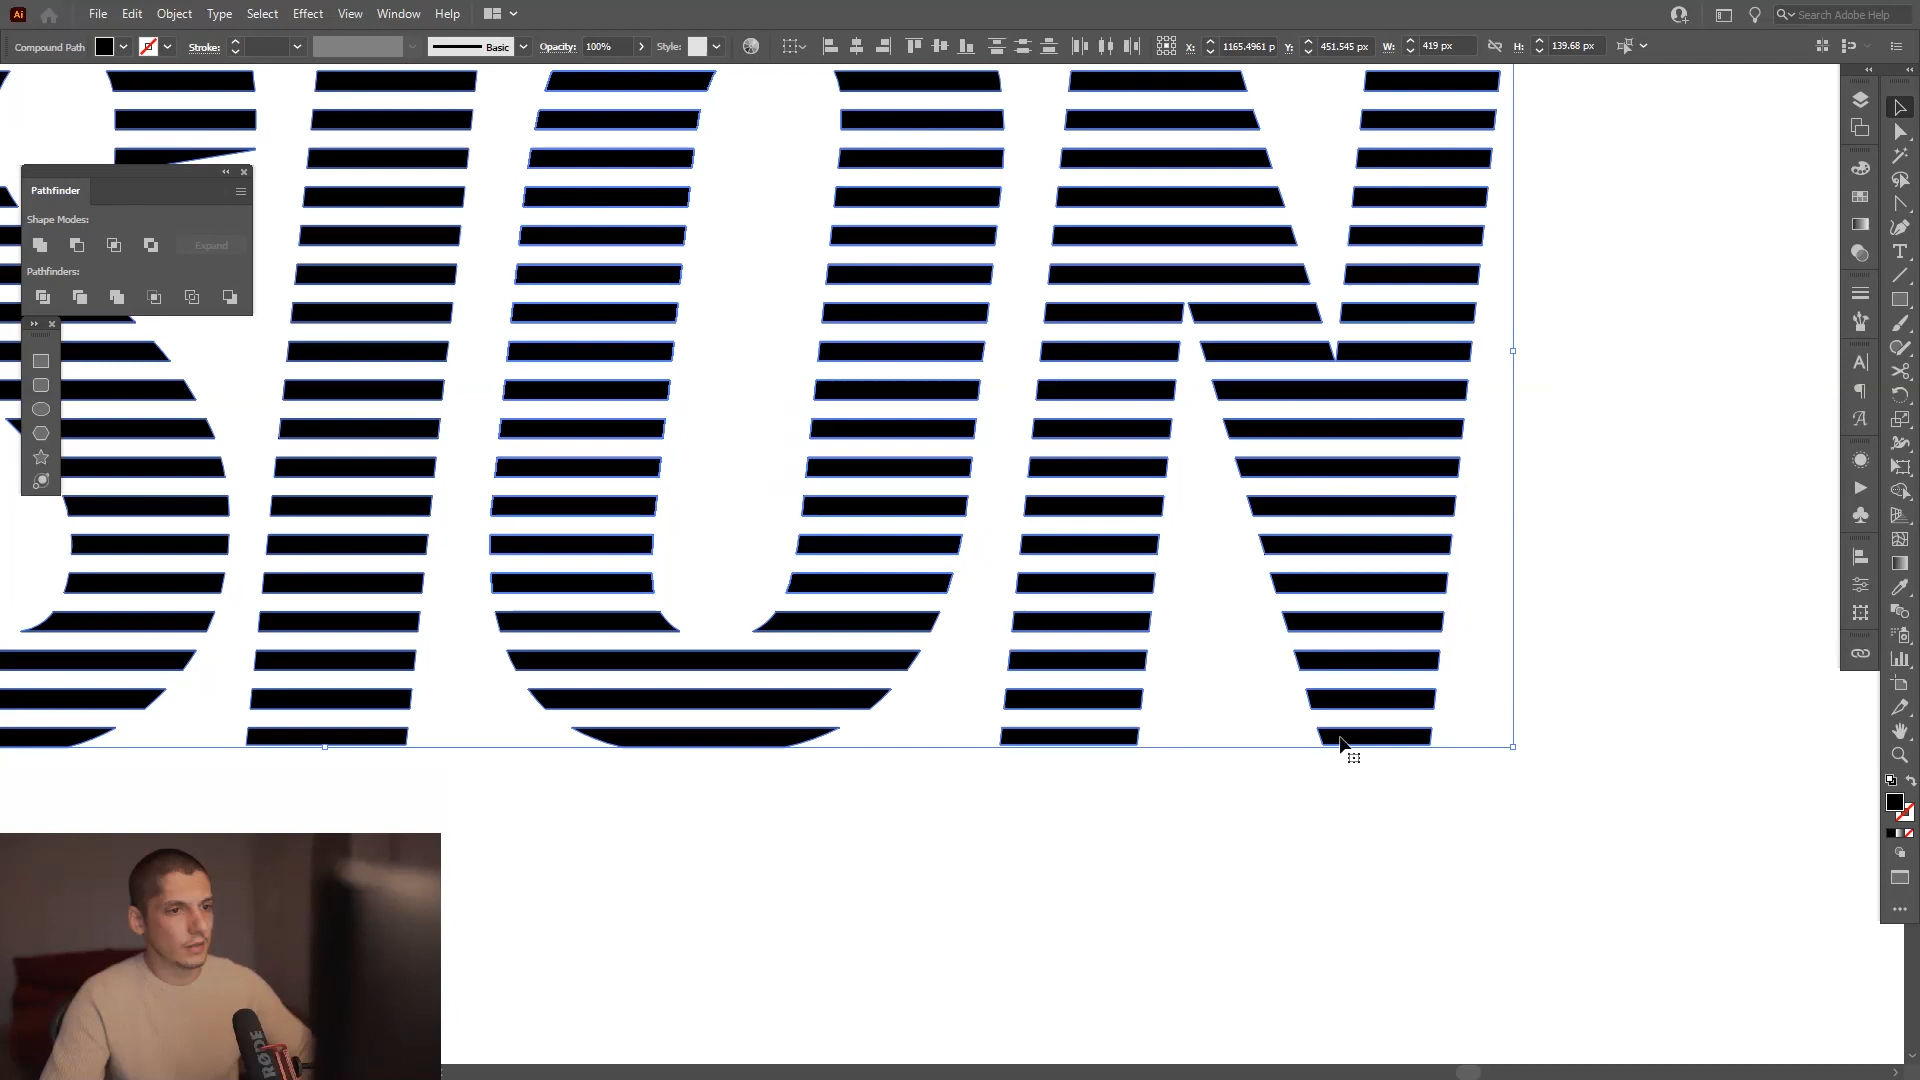 Ai File Edit Object Type Select Effect View Window Help Search Adobe Help
Compound Path Stroke: Basic Opacity: 100% Style: X: 1165.4961 p Y: 451.545 px W: 419 px H: 139.68 px
Pathfinder
Shape Modes:
Expand
Pathfinders:
RØDE